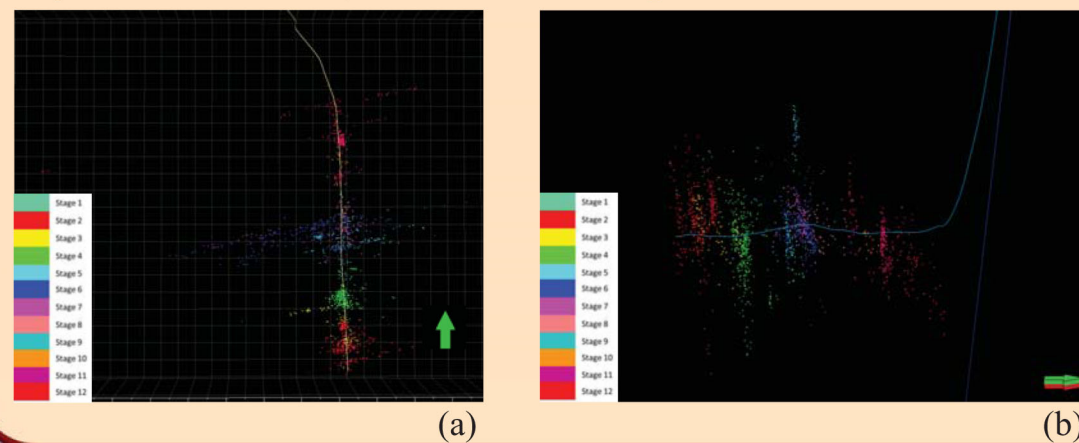 Stage 1
Stage 2
Stage 3
Stage 4
Stage 5
Stage 6
Stage 7
Stage 8
Stage 9
Stage 10
Stage 11
Stage 12
(a)
Stage 1
Stage 2
Stage 3
Stage 4
Stage 5
Stage 6
Stage 7
Stage 8
Stage 9
Stage 10
Stage 11
Stage 12
(b)